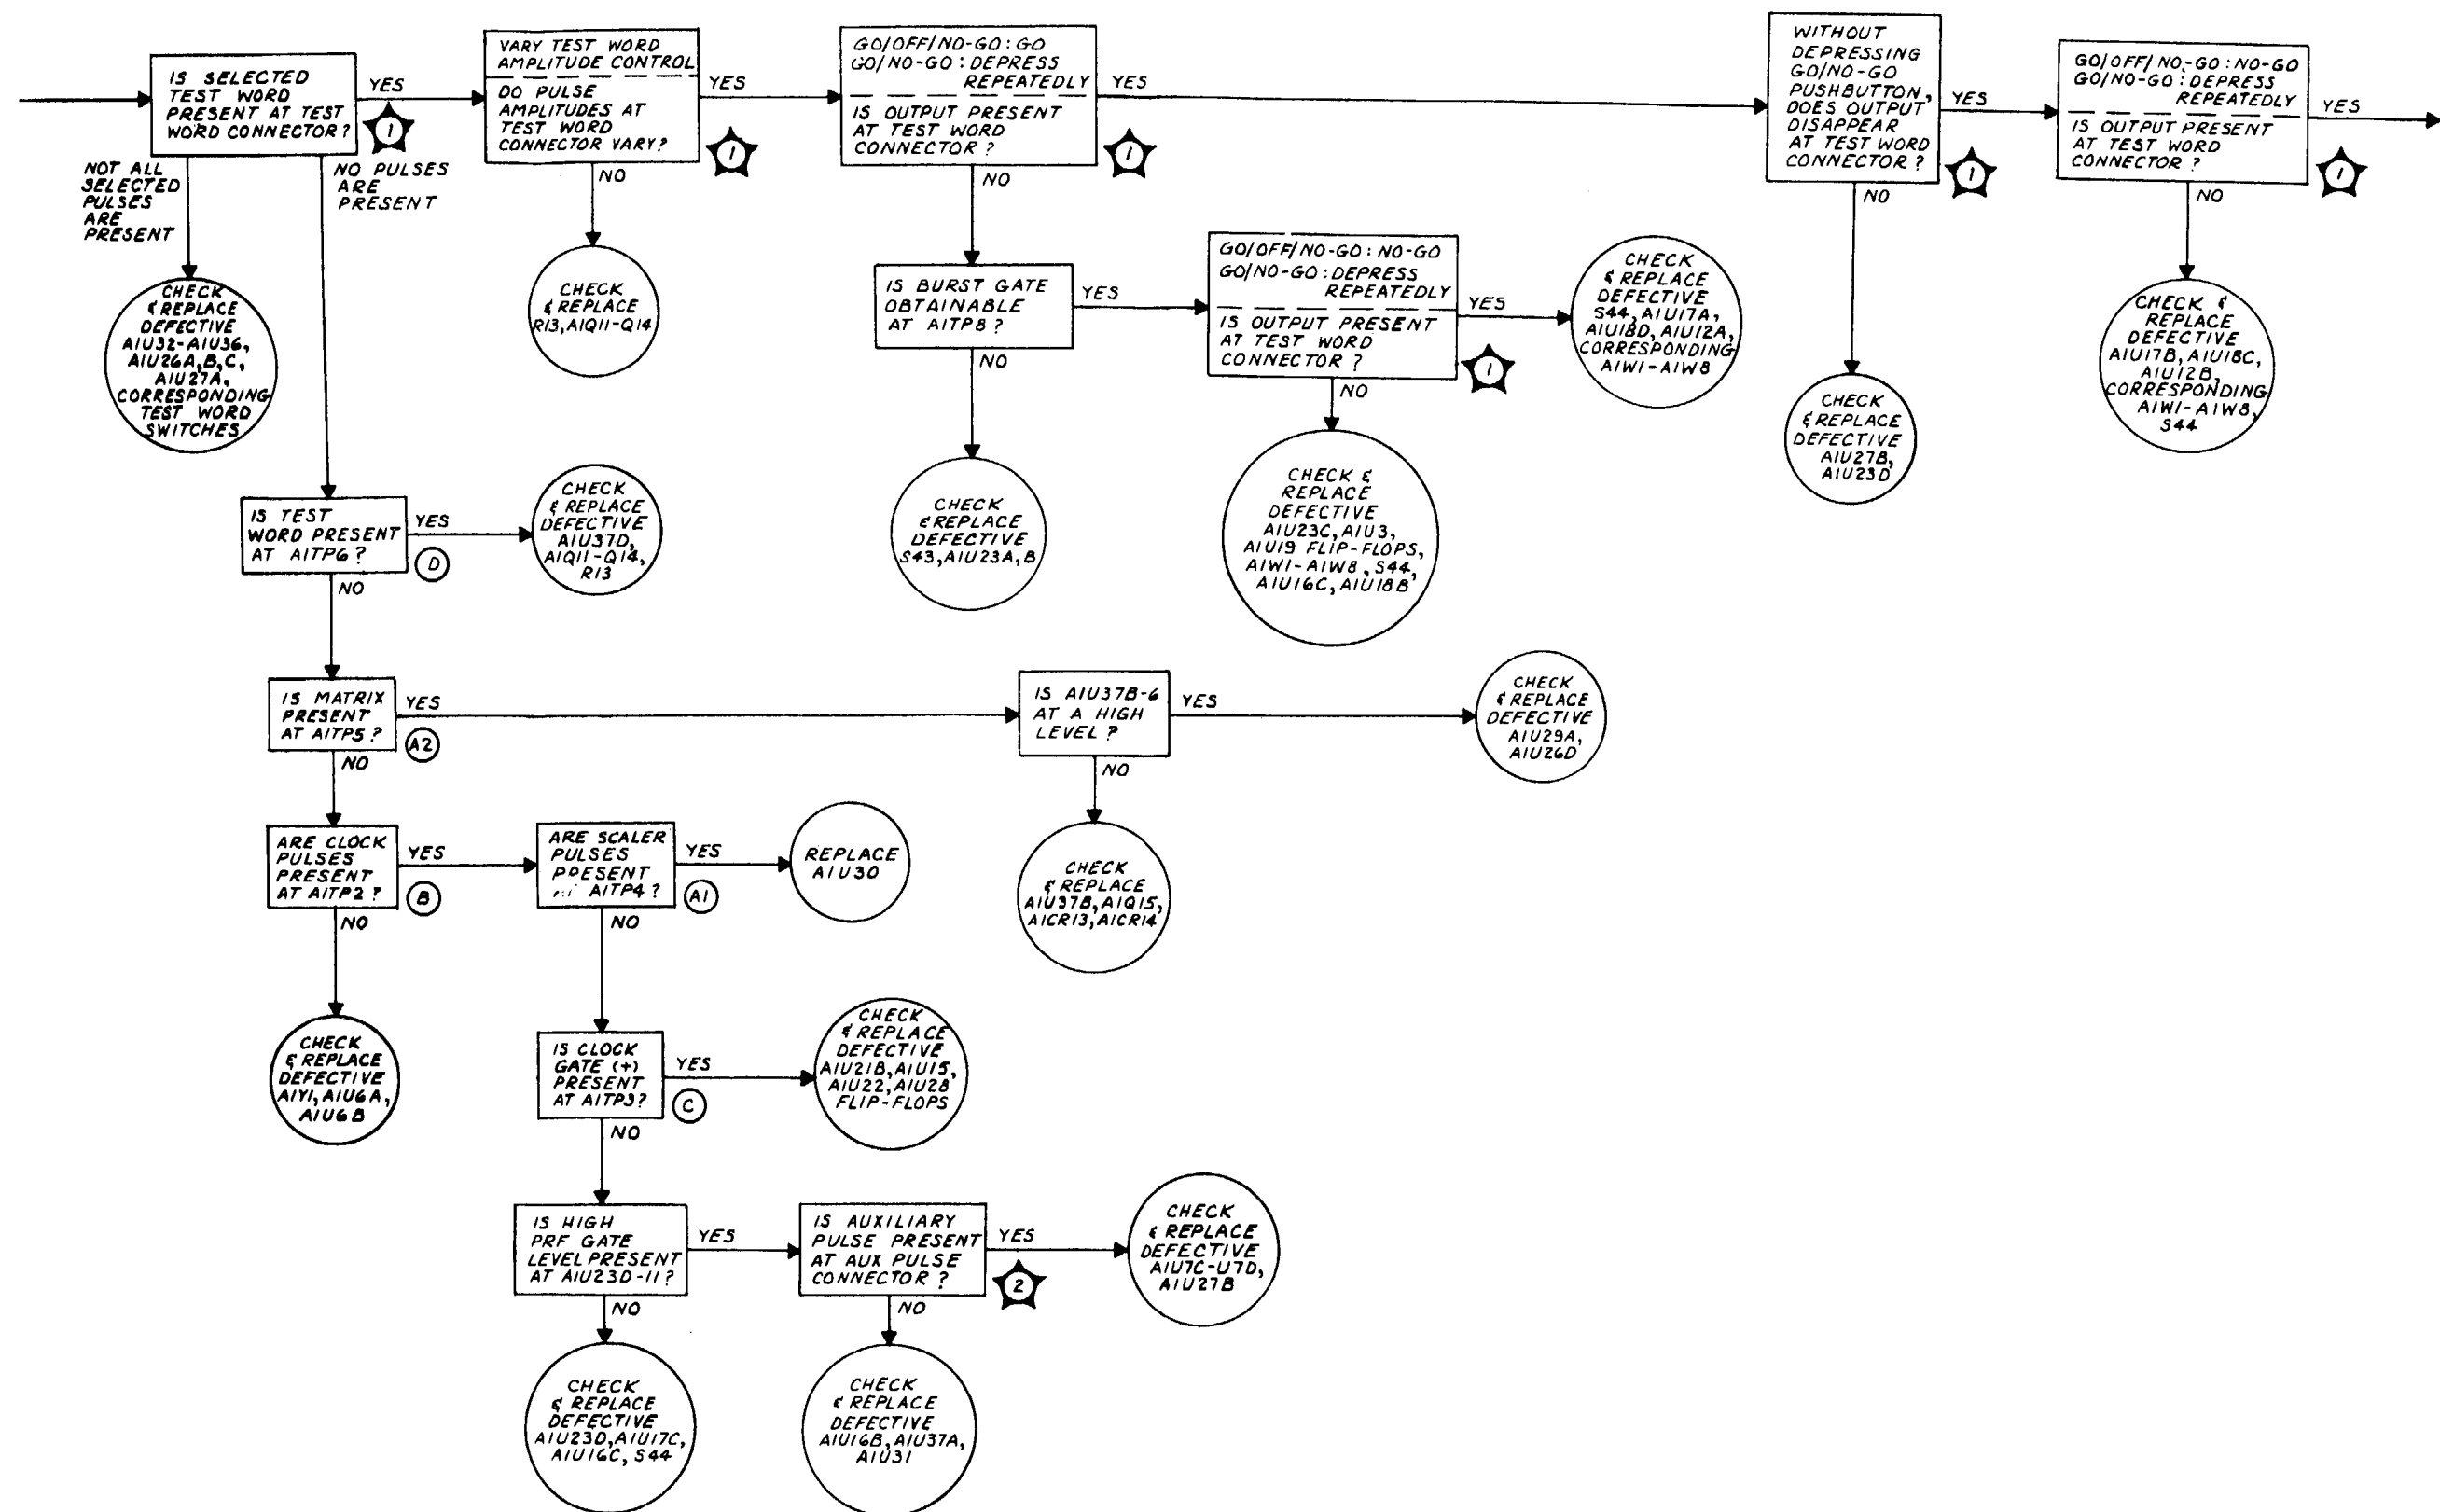 IS SELECTED
TEST WORD
PRESENT AT TEST
WORD CONNECTOR?
YES
1
NOT ALL
SELECTED
PULSES
ARE
PRESENT
NO PULSES
ARE
PRESENT
VARY TEST WORD
AMPLITUDE CONTROL
DO PULSE
AMPLITUDES AT
TEST WORD
CONNECTOR VARY?
YES
1
NO
GO/OFF/NO-GO: GO
GO/NO-GO: DEPRESS
REPEATEDLY
IS OUTPUT PRESENT
AT TEST WORD
CONNECTOR?
YES
1
NO
WITHOUT
DEPRESSING
GO/NO-GO
PUSHBUTTON,
DOES OUTPUT
DISAPPEAR
AT TEST WORD
CONNECTOR?
YES
1
NO
GO/OFF/NO-GO: NO-GO
GO/NO-GO: DEPRESS
REPEATEDLY
IS OUTPUT PRESENT
AT TEST WORD
CONNECTOR?
YES
1
NO
CHECK
& REPLACE
DEFECTIVE
A1U32-A1U36,
A1U26A,B,C,
A1U27A,
CORRESPONDING
TEST WORD
SWITCHES
CHECK
& REPLACE
R13,A1Q11-Q14
IS BURST GATE
OBTAINABLE
AT A1TP8?
YES
NO
GO/OFF/NO-GO: NO-GO
GO/NO-GO: DEPRESS
REPEATEDLY
IS OUTPUT PRESENT
AT TEST WORD
CONNECTOR?
YES
1
NO
CHECK
& REPLACE
DEFECTIVE
S44, A1U17A,
A1U18D, A1U12A,
CORRESPONDING
A1W1-A1W8
CHECK
& REPLACE
DEFECTIVE
A1U27B,
A1U23D
CHECK &
REPLACE
DEFECTIVE
A1U17B, A1U18C,
A1U12B,
CORRESPONDING
A1W1-A1W8,
S44
IS TEST
WORD PRESENT
AT A1TP6?
YES
D
NO
CHECK
& REPLACE
DEFECTIVE
A1U37D,
A1Q11-Q14,
R13
CHECK
& REPLACE
DEFECTIVE
S43,A1U23A,B
CHECK &
REPLACE
DEFECTIVE
A1U23C, A1U3,
A1U19 FLIP-FLOPS,
A1W1-A1W8, S44,
A1U16C, A1U18B
IS MATRIX
PRESENT
AT A1TP5?
YES
A2
NO
IS A1U37B-6
AT A HIGH
LEVEL?
YES
NO
CHECK
& REPLACE
DEFECTIVE
A1U29A,
A1U26D
ARE CLOCK
PULSES
PRESENT
AT A1TP2?
YES
B
NO
ARE SCALER
PULSES
PRESENT
AT A1TP4?
YES
A1
NO
REPLACE
A1U30
CHECK
& REPLACE
A1U37B,A1Q15,
A1CR13,A1CR14
CHECK
& REPLACE
DEFECTIVE
A1Y1,A1U6A,
A1U6B
IS CLOCK
GATE (+)
PRESENT
AT A1TP3?
YES
C
NO
CHECK
& REPLACE
DEFECTIVE
A1U21B,A1U15,
A1U22,A1U28
FLIP-FLOPS
IS HIGH
PRF GATE
LEVEL PRESENT
AT A1U23D-11?
YES
NO
IS AUXILIARY
PULSE PRESENT
AT AUX PULSE
CONNECTOR?
YES
2
NO
CHECK
& REPLACE
DEFECTIVE
A1U7C-U7D,
A1U27B
CHECK
& REPLACE
DEFECTIVE
A1U23D,A1U17C,
A1U16C, S44
CHECK
& REPLACE
DEFECTIVE
A1U16B,A1U37A,
A1U31